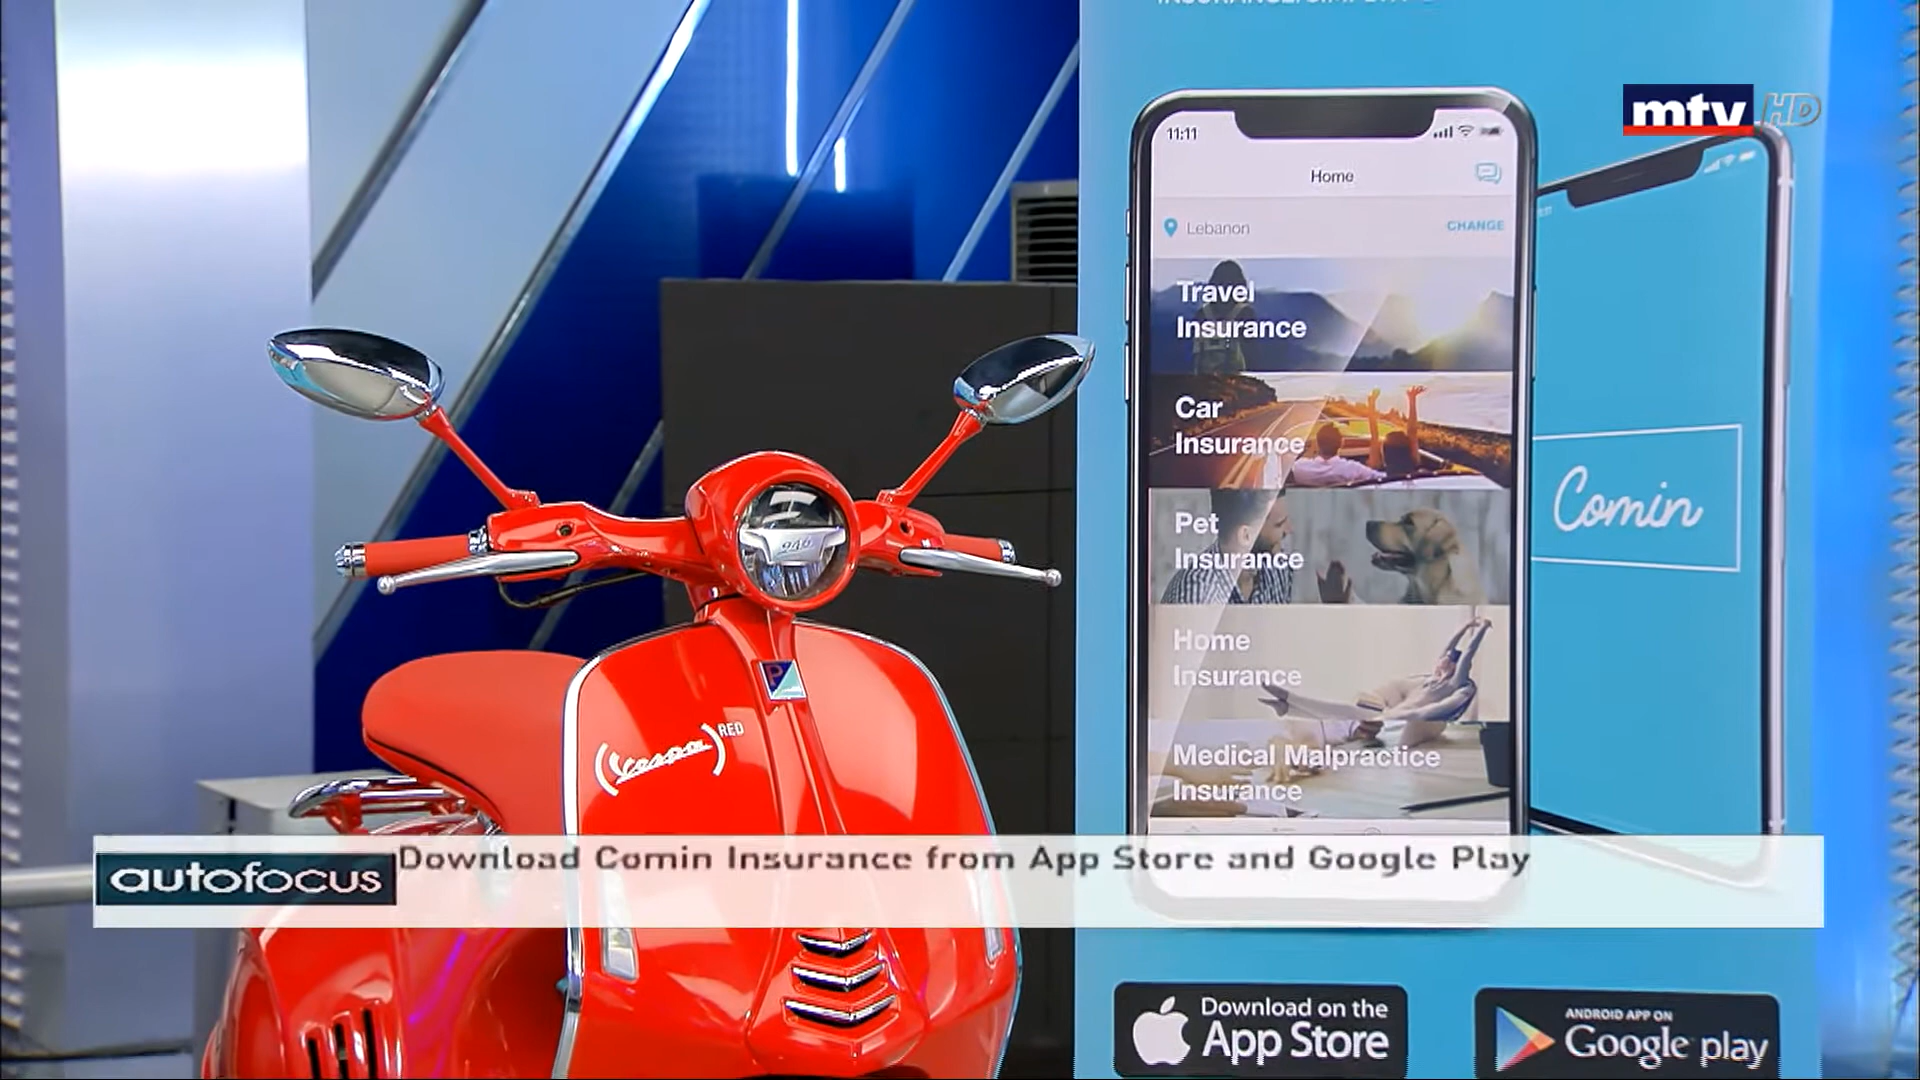 mtv HD
11:11
Home
Lebanon
CHANGE
Travel
Insurance
Car
Insurance
Pet
Insurance
Home
Insurance
Medical Malpractice
Insurance
Comin
946
P
(Vespa) RED
autofocus
Download Comin Insurance from App Store and Google Play
Download on the
App Store
ANDROID APP ON
Google play